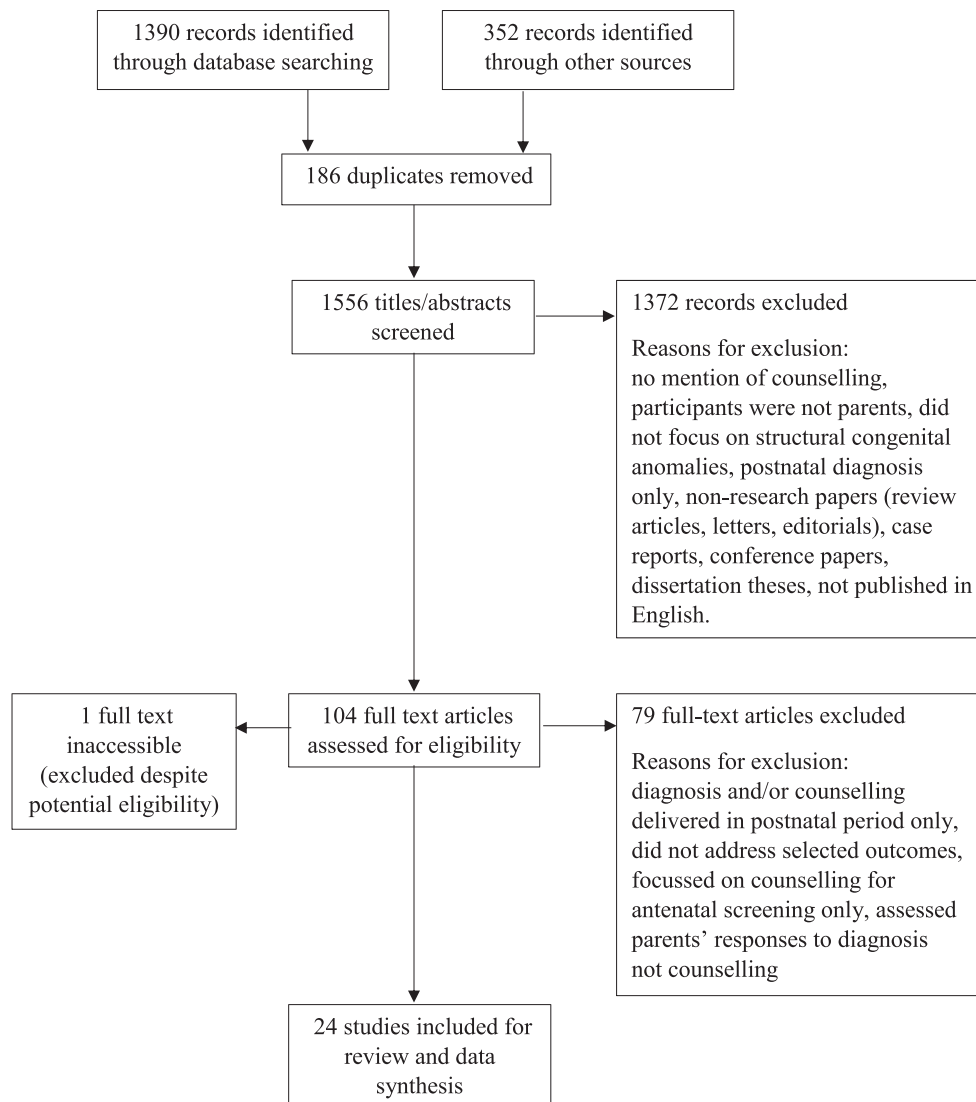 1390 records identified
through database searching
352 records identified
through other sources
186 duplicates removed
1556 titles/abstracts
screened
1372 records excluded
Reasons for exclusion:
no mention of counselling,
participants were not parents, did
not focus on structural congenital
anomalies, postnatal diagnosis
only, non-research papers (review
articles, letters, editorials), case
reports, conference papers,
dissertation theses, not published in
English.
1 full text
inaccessible
(excluded despite
potential eligibility)
104 full text articles
assessed for eligibility
79 full-text articles excluded
Reasons for exclusion:
diagnosis and/or counselling
delivered in postnatal period only,
did not address selected outcomes,
focussed on counselling for
antenatal screening only, assessed
parents’ responses to diagnosis
not counselling
24 studies included for
review and data
synthesis